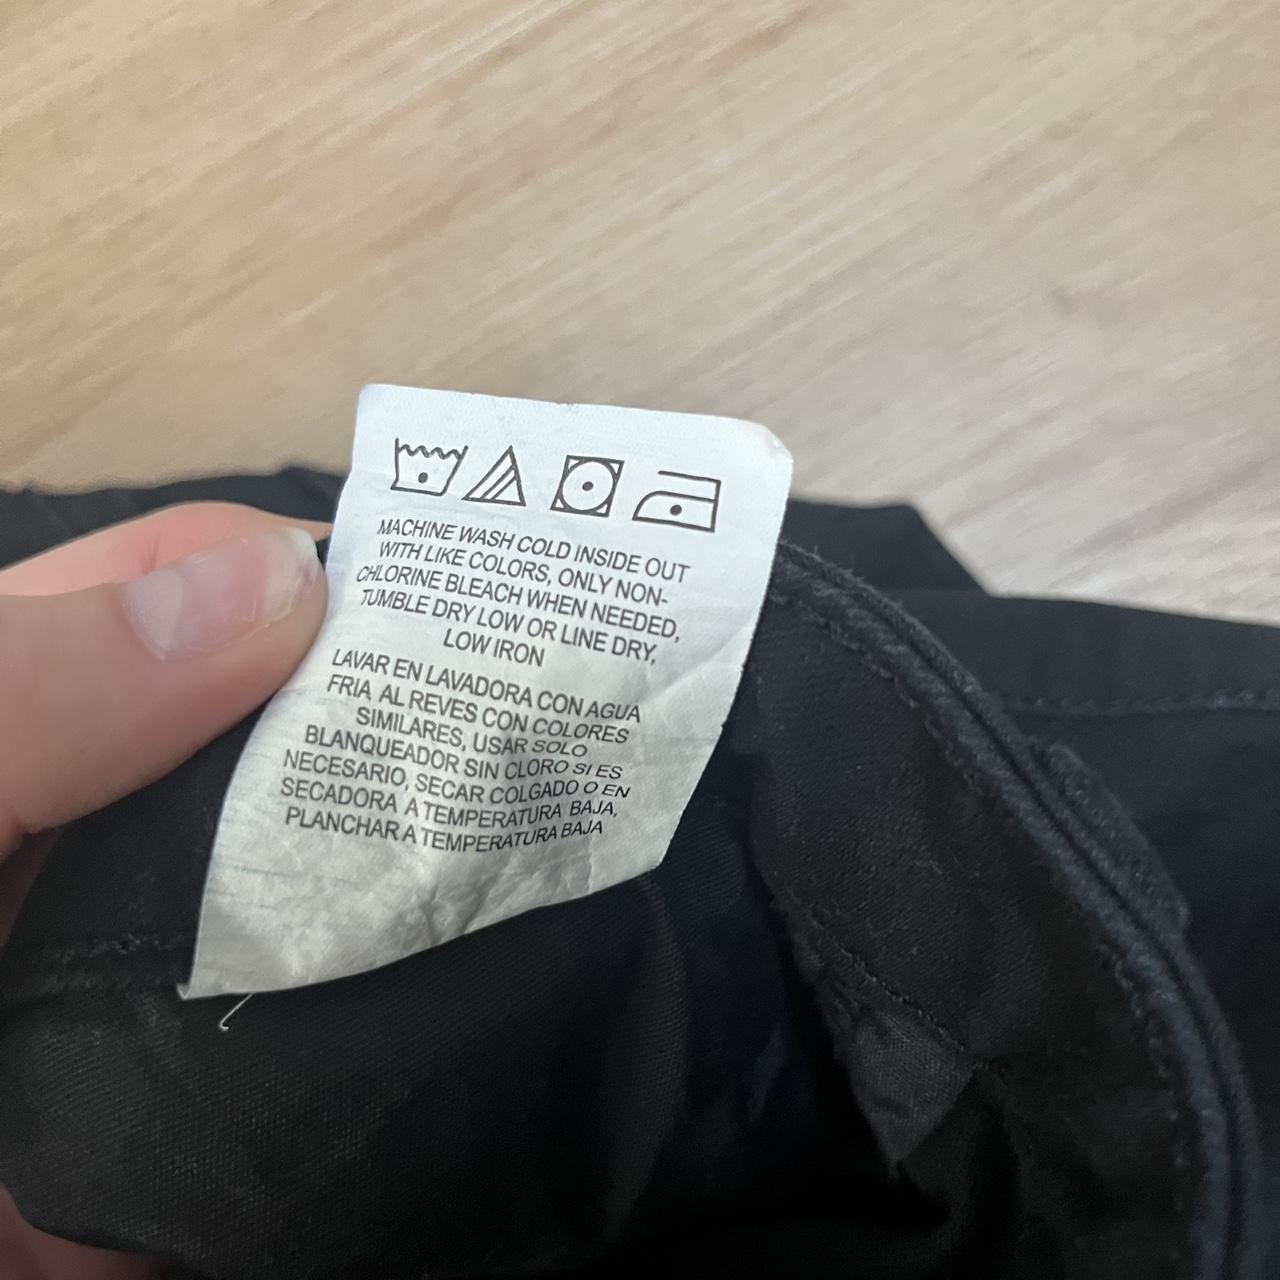 MACHINE WASH COLD INSIDE OUT
WITH LIKE COLORS, ONLY NON-
CHLORINE BLEACH WHEN NEEDED,
TUMBLE DRY LOW OR LINE DRY,
LOW IRON
LAVAR EN LAVADORA CON AGUA
FRIA AL REVES CON COLORES
SIMILARES, USAR SOLO
BLANQUEADOR SIN CLORO SI ES
NECESARIO, SECAR COLGADO O EN
SECADORA A TEMPERATURA BAJA,
PLANCHAR A TEMPERATURA BAJA